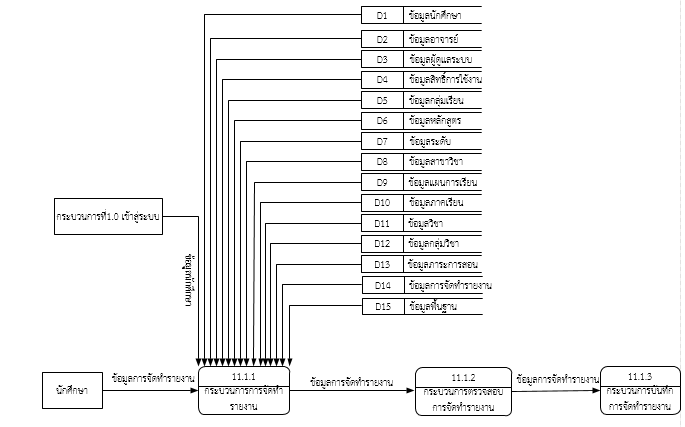 D1 ข้อมูลนักศึกษา
D2 ข้อมูลอาจารย์
D3 ข้อมูลผู้ดูแลระบบ
D4 ข้อมูลสิทธิ์การใช้งาน
D5 ข้อมูลกลุ่มเรียน
D6 ข้อมูลหลักสูตร
D7 ข้อมูลระดับ
D8 ข้อมูลสาขาวิชา
D9 ข้อมูลแผนการเรียน
D10 ข้อมูลภาคเรียน
D11 ข้อมูลวิชา
D12 ข้อมูลกลุ่มวิชา
D13 ข้อมูลภาระการสอน
D14 ข้อมูลการจัดทำรายงาน
D15 ข้อมูลพื้นฐาน
กระบวนการที่1.0 เข้าสู่ระบบ
ข้อมูลนักศึกษา
นักศึกษา
ข้อมูลการจัดทำรายงาน
11.1.1
กระบวนการการจัดทำ
รายงาน
ข้อมูลการจัดทำรายงาน
11.1.2
กระบวนการตรวจสอบ
การจัดทำรายงาน
ข้อมูลการจัดทำรายงาน
11.1.3
กระบวนการบันทึก
การจัดทำรายงาน